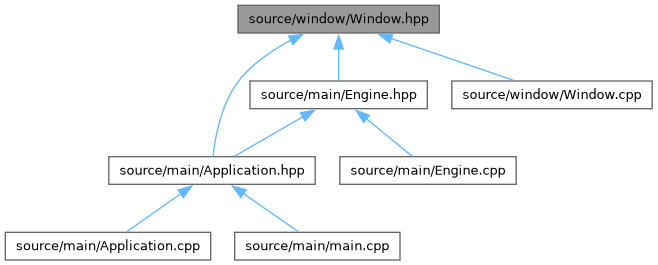 source/window/Window.hpp
source/main/Engine.hpp
source/window/Window.cpp
source/main/Application.hpp
source/main/Engine.cpp
source/main/Application.cpp
source/main/main.cpp